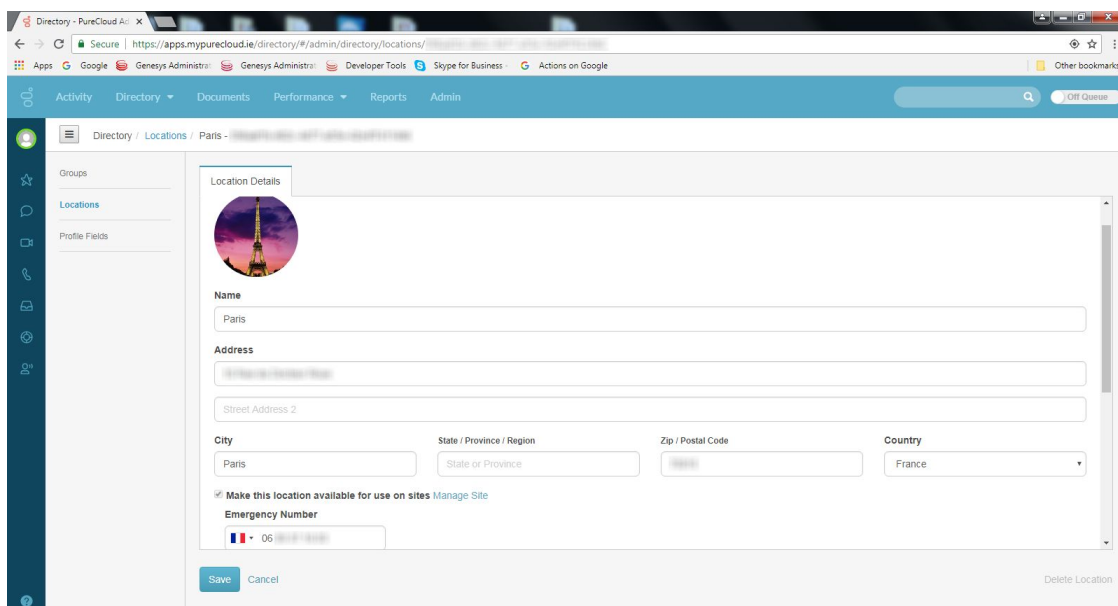 Directory - PureCloud Ad
Secure | https://apps.mypurecloud.ie/directory/#/admin/directory/locations/
Apps Google Genesys Administrat Genesys Administrat Developer Tools Skype for Business - Actions on Google Other bookmarks
Activity Directory Documents Performance Reports Admin Off Queue
Directory / Locations / Paris -
Groups
Locations
Profile Fields
Location Details
Name
Paris
Address
Street Address 2
City State / Province / Region Zip / Postal Code Country
Paris State or Province France
Make this location available for use on sites Manage Site
Emergency Number
06
Save Cancel Delete Location